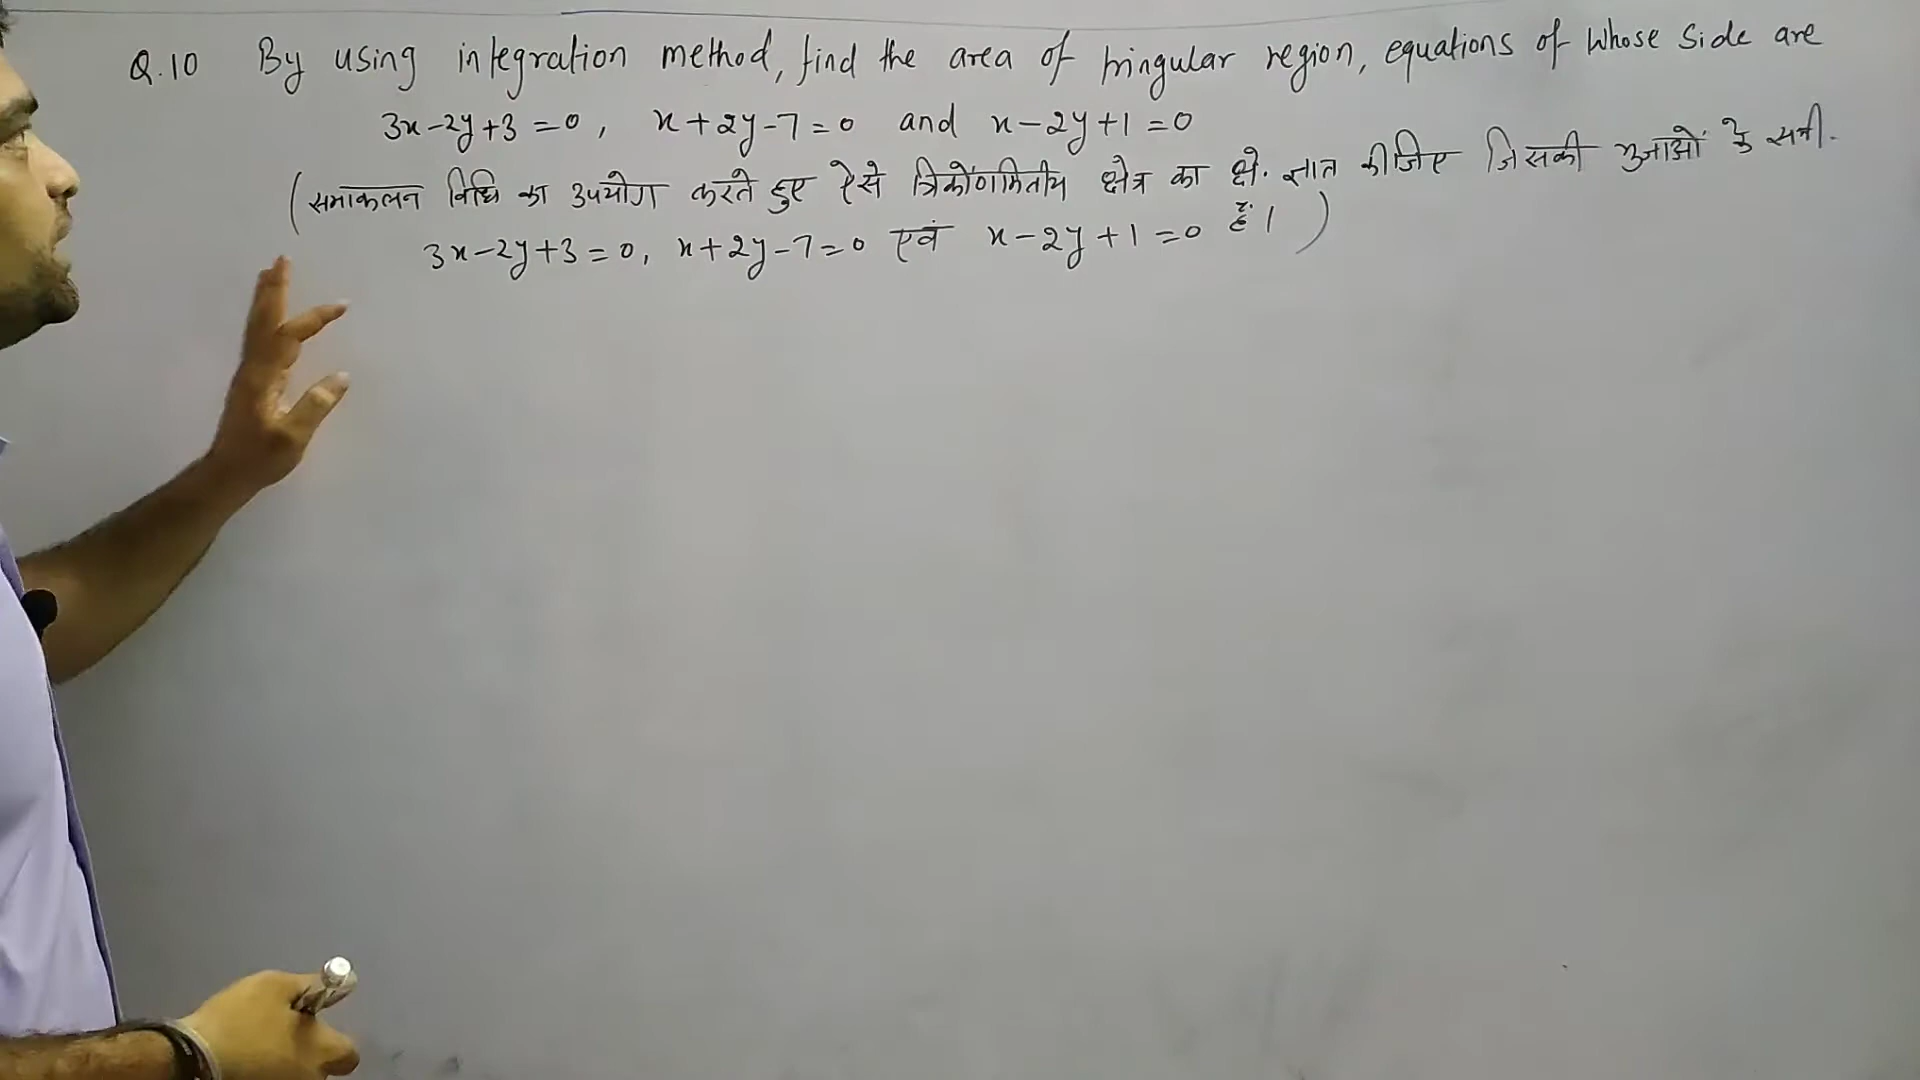 Q.10 By using integration method, find the area of tringular region, equations of whose side are
3x-2y+3=0, x+2y-7=0 and x-2y+1=0
(समाकलन विधि का उपयोग करते हुए ऐसे त्रिकोणमितीय क्षेत्र का क्षे. ज्ञात कीजिए जिसकी भुजाओं के समी.
3x-2y+3=0, x+2y-7=0 एवं x-2y+1=0 हैं।)